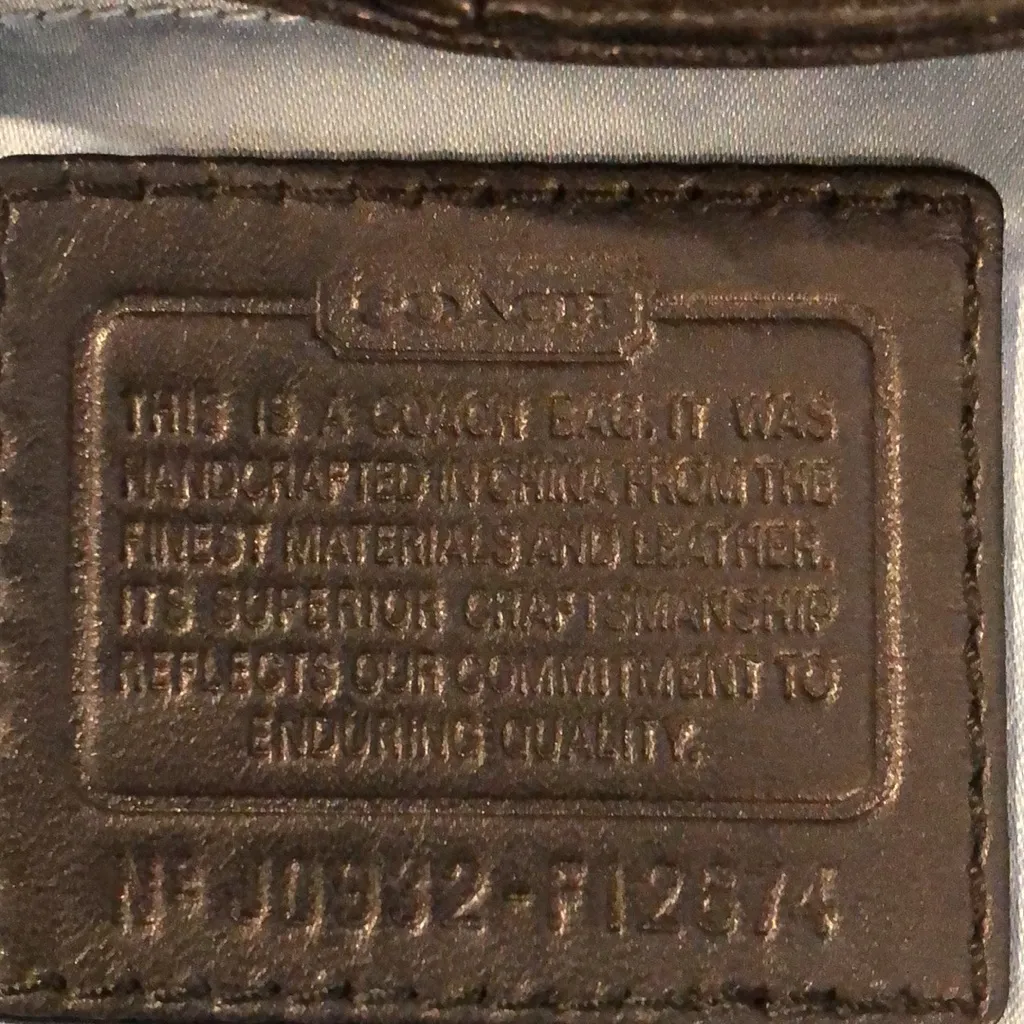 COACH
THIS IS A COACH BAG. IT WAS
HANDCRAFTED IN CHINA FROM THE
FINEST MATERIALS AND LEATHER.
ITS SUPERIOR CRAFTSMANSHIP
REFLECTS OUR COMMITMENT TO
ENDURING QUALITY.
Nº J0932-F12674